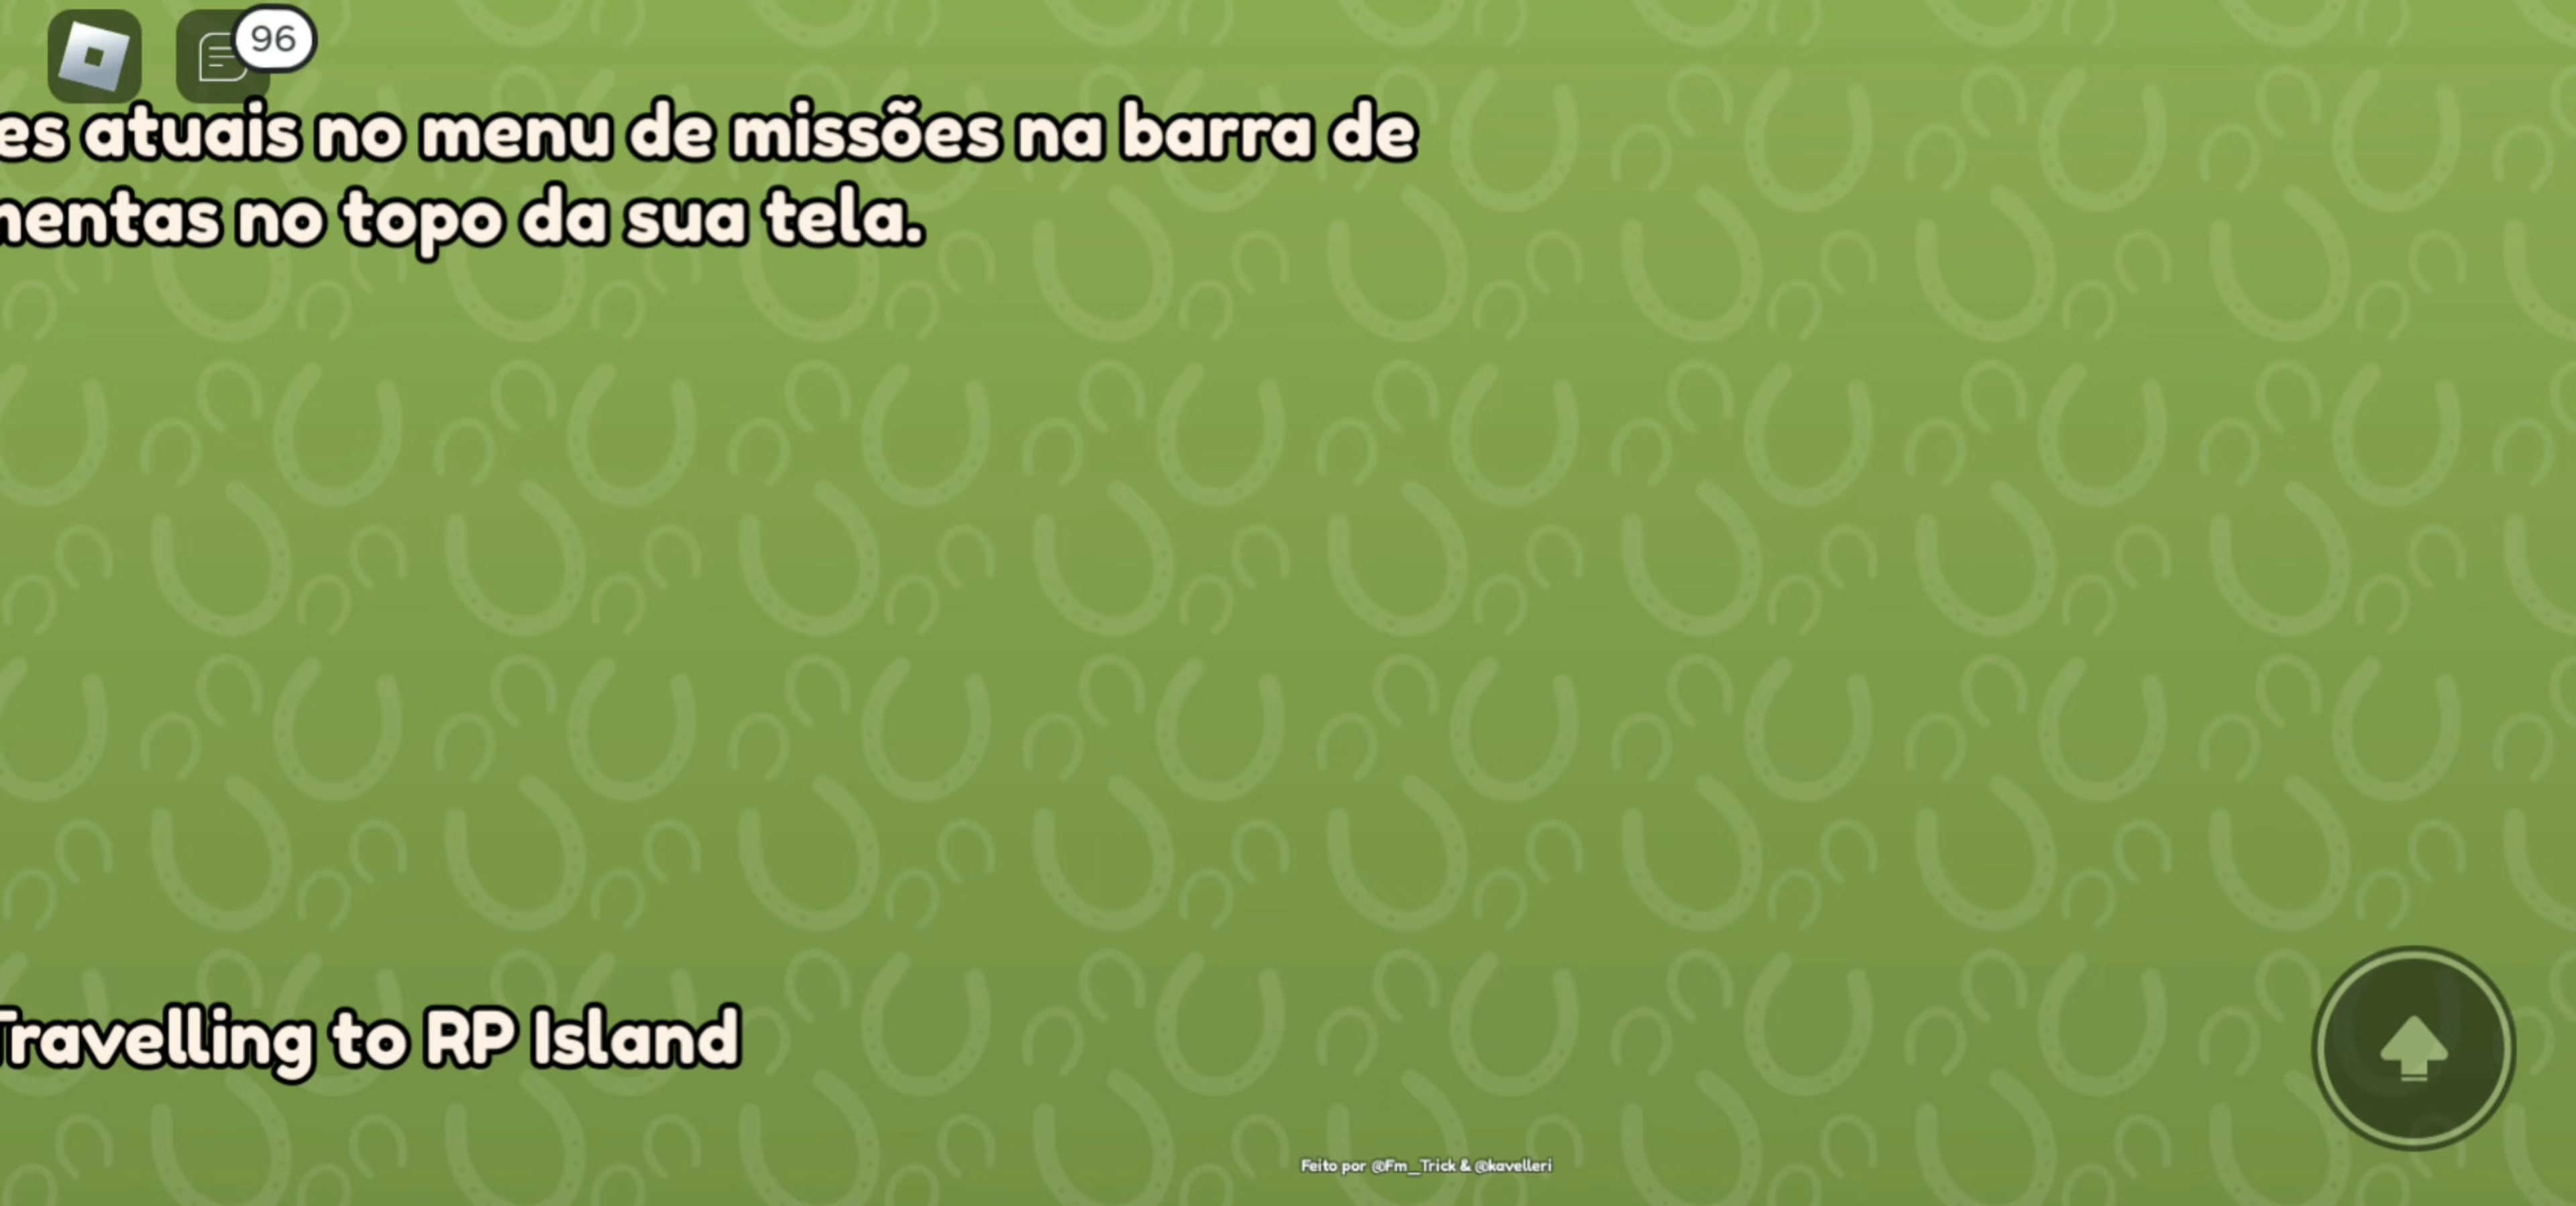 96
es atuais no menu de missões na barra de
mentas no topo da sua tela.
Travelling to RP Island
Feito por @Fm_Trick & @kavelleri